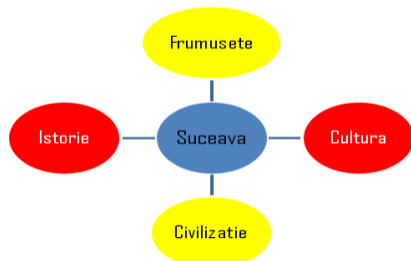 Frumusete
Istorie
Suceava
Cultura
Civilizatie